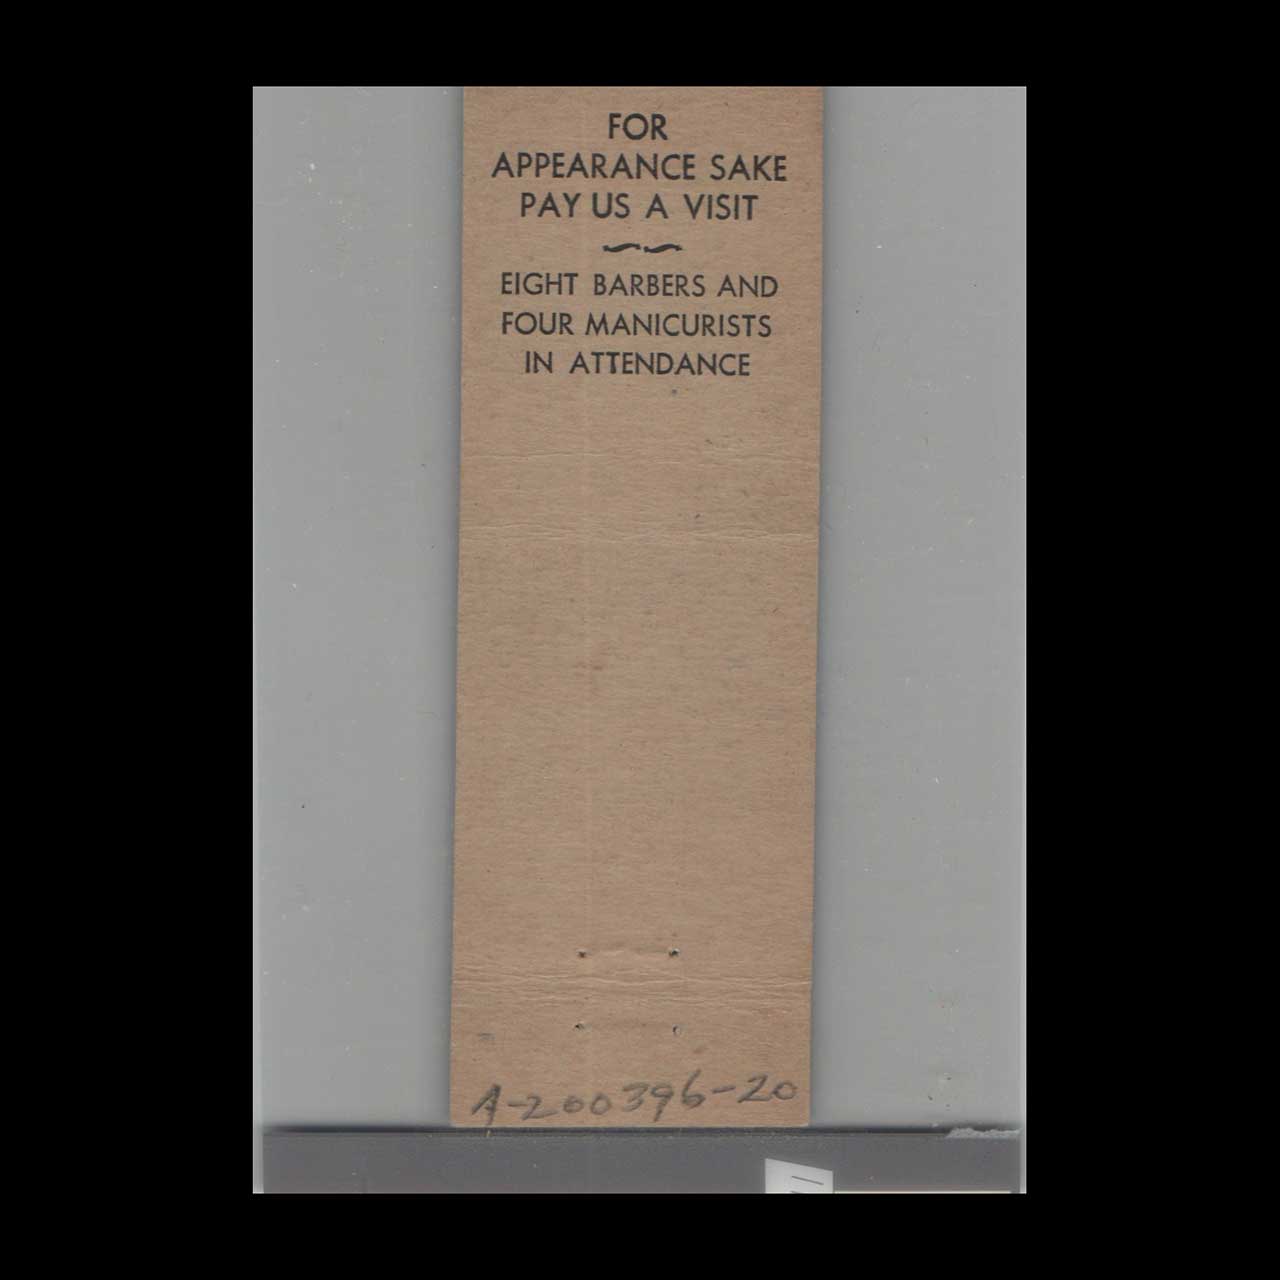 FOR
APPEARANCE SAKE
PAY US A VISIT
EIGHT BARBERS AND
FOUR MANICURISTS
IN ATTENDANCE
A-200396-20